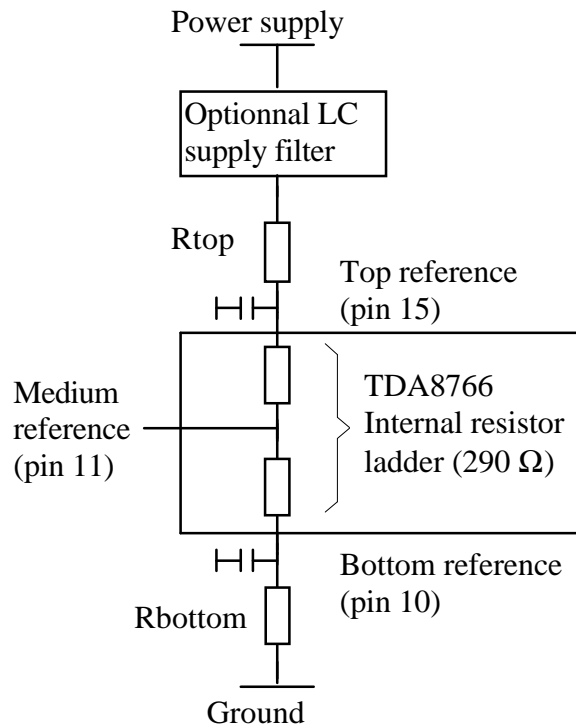 Power supply
Optionnal LC
supply filter
Rtop
Top reference
(pin 15)
Medium
reference
(pin 11)
TDA8766
Internal resistor
ladder (290 Ω)
Bottom reference
(pin 10)
Rbottom
Ground